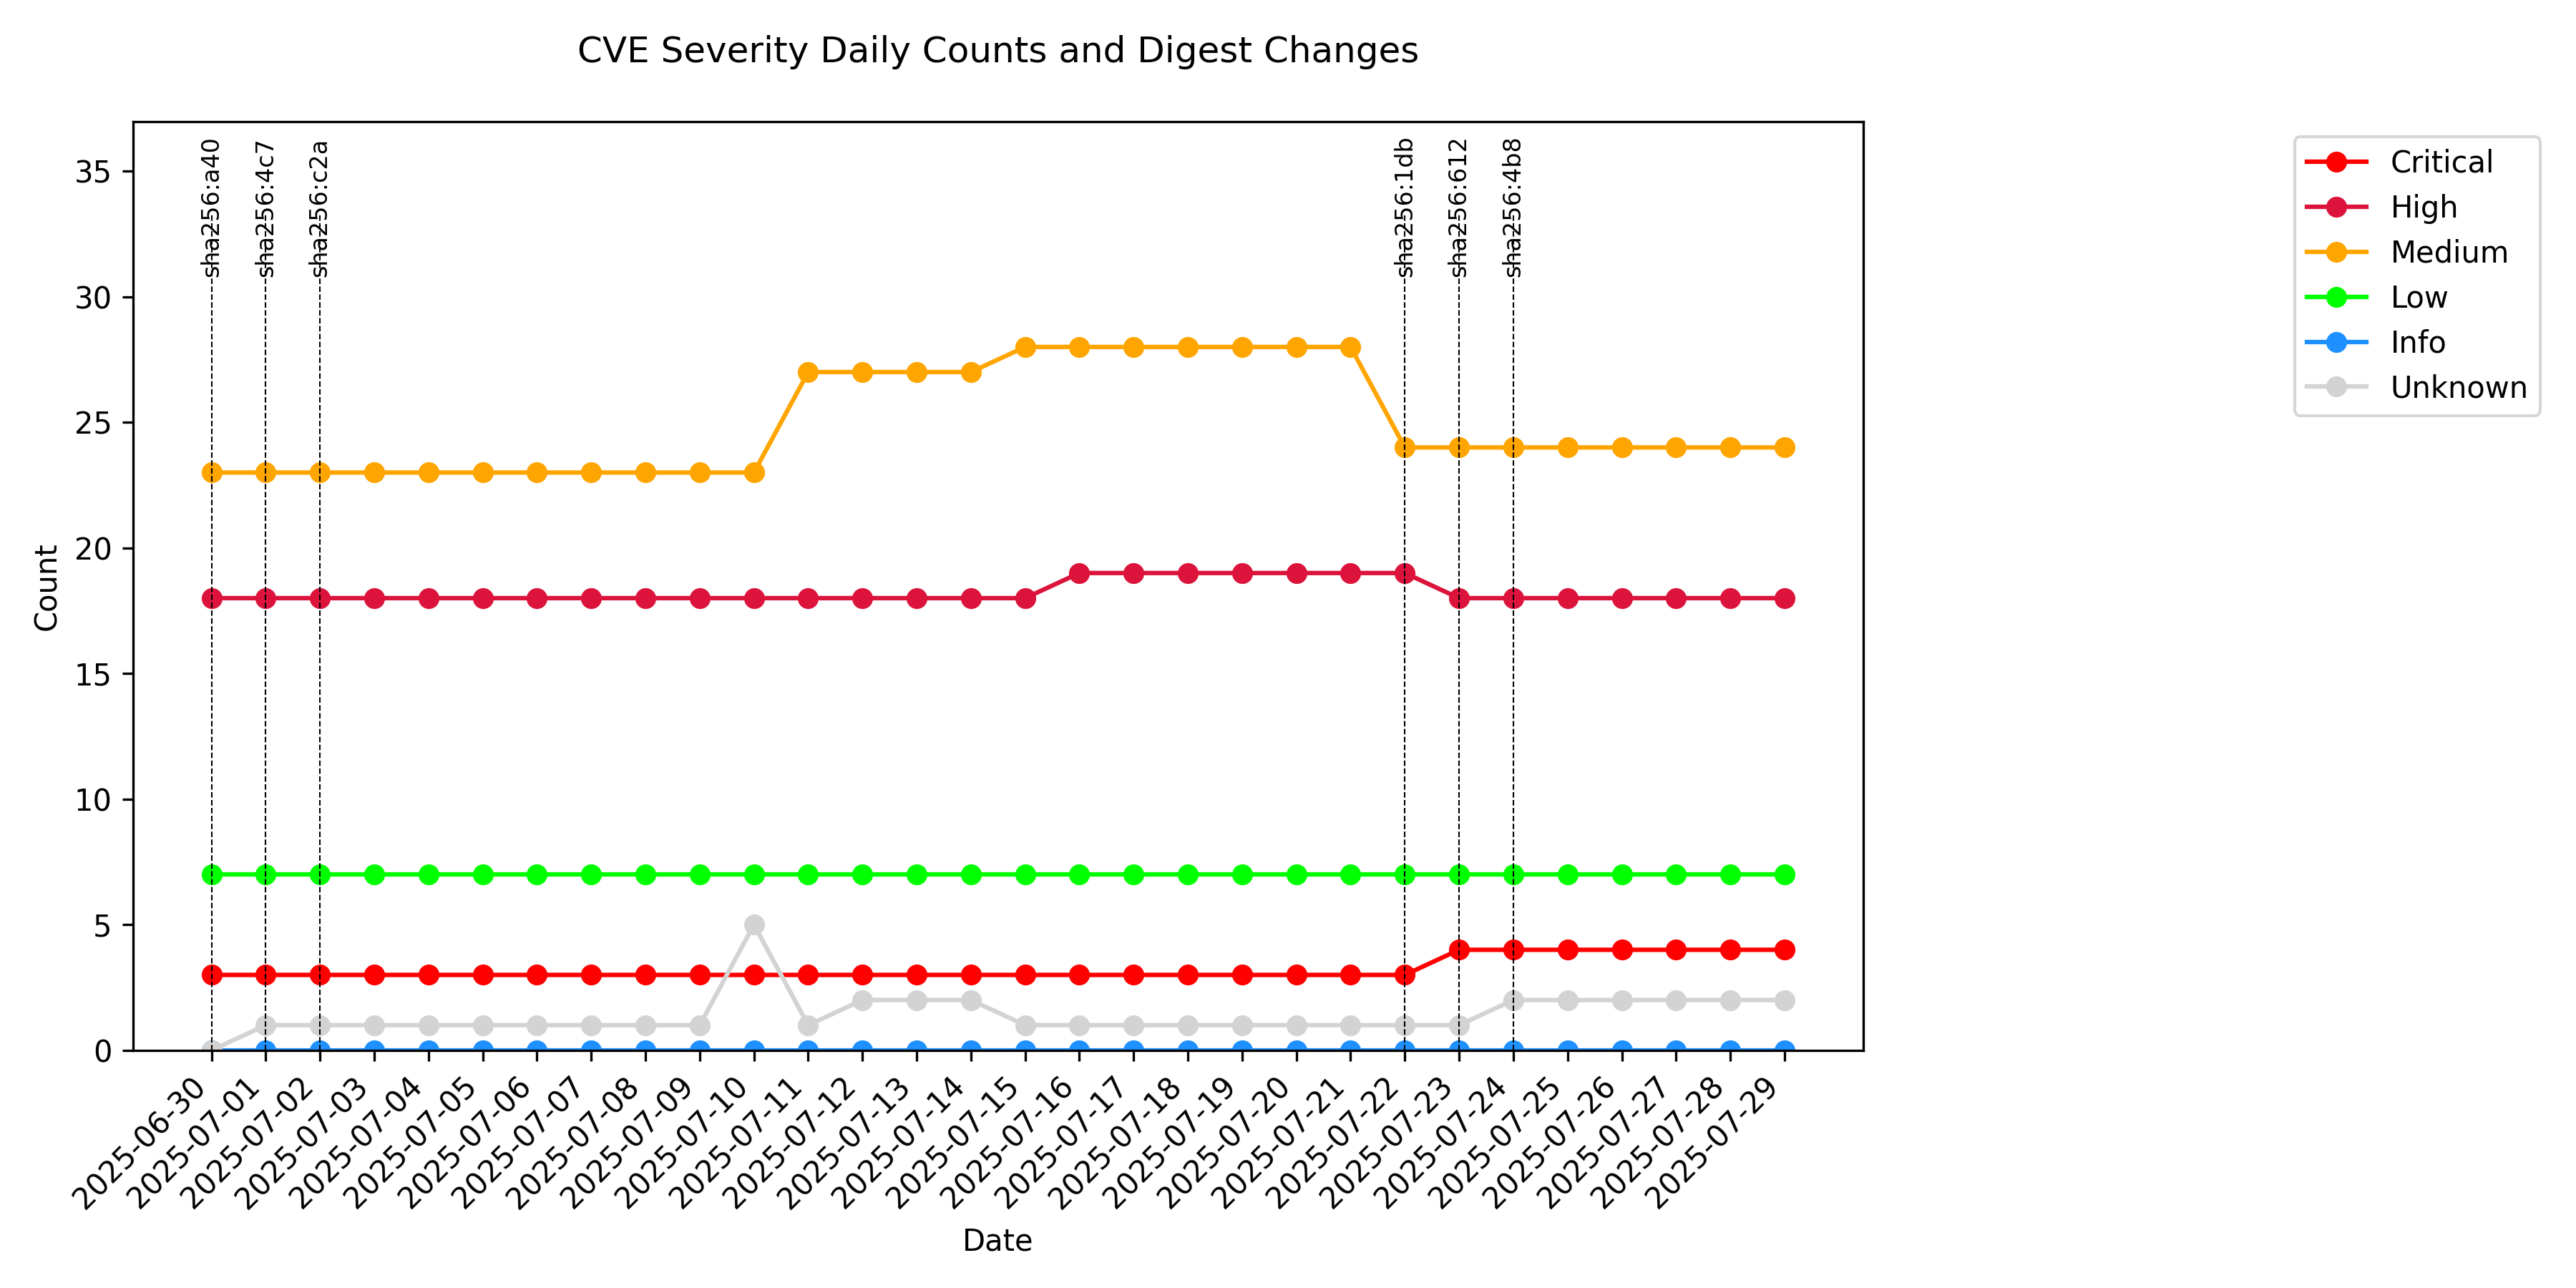 CVE Severity Daily Counts and Digest Changes
sha256:a40
sha256:4c7
sha256:c2a
sha256:1db
sha256:612
sha256:4b8
Critical
High
Medium
Low
Info
Unknown
Count
35
30
25
20
15
10
5
0
2025-06-30
2025-07-01
2025-07-02
2025-07-03
2025-07-04
2025-07-05
2025-07-06
2025-07-07
2025-07-08
2025-07-09
2025-07-10
2025-07-11
2025-07-12
2025-07-13
2025-07-14
2025-07-15
2025-07-16
2025-07-17
2025-07-18
2025-07-19
2025-07-20
2025-07-21
2025-07-22
2025-07-23
2025-07-24
2025-07-25
2025-07-26
2025-07-27
2025-07-28
2025-07-29
Date